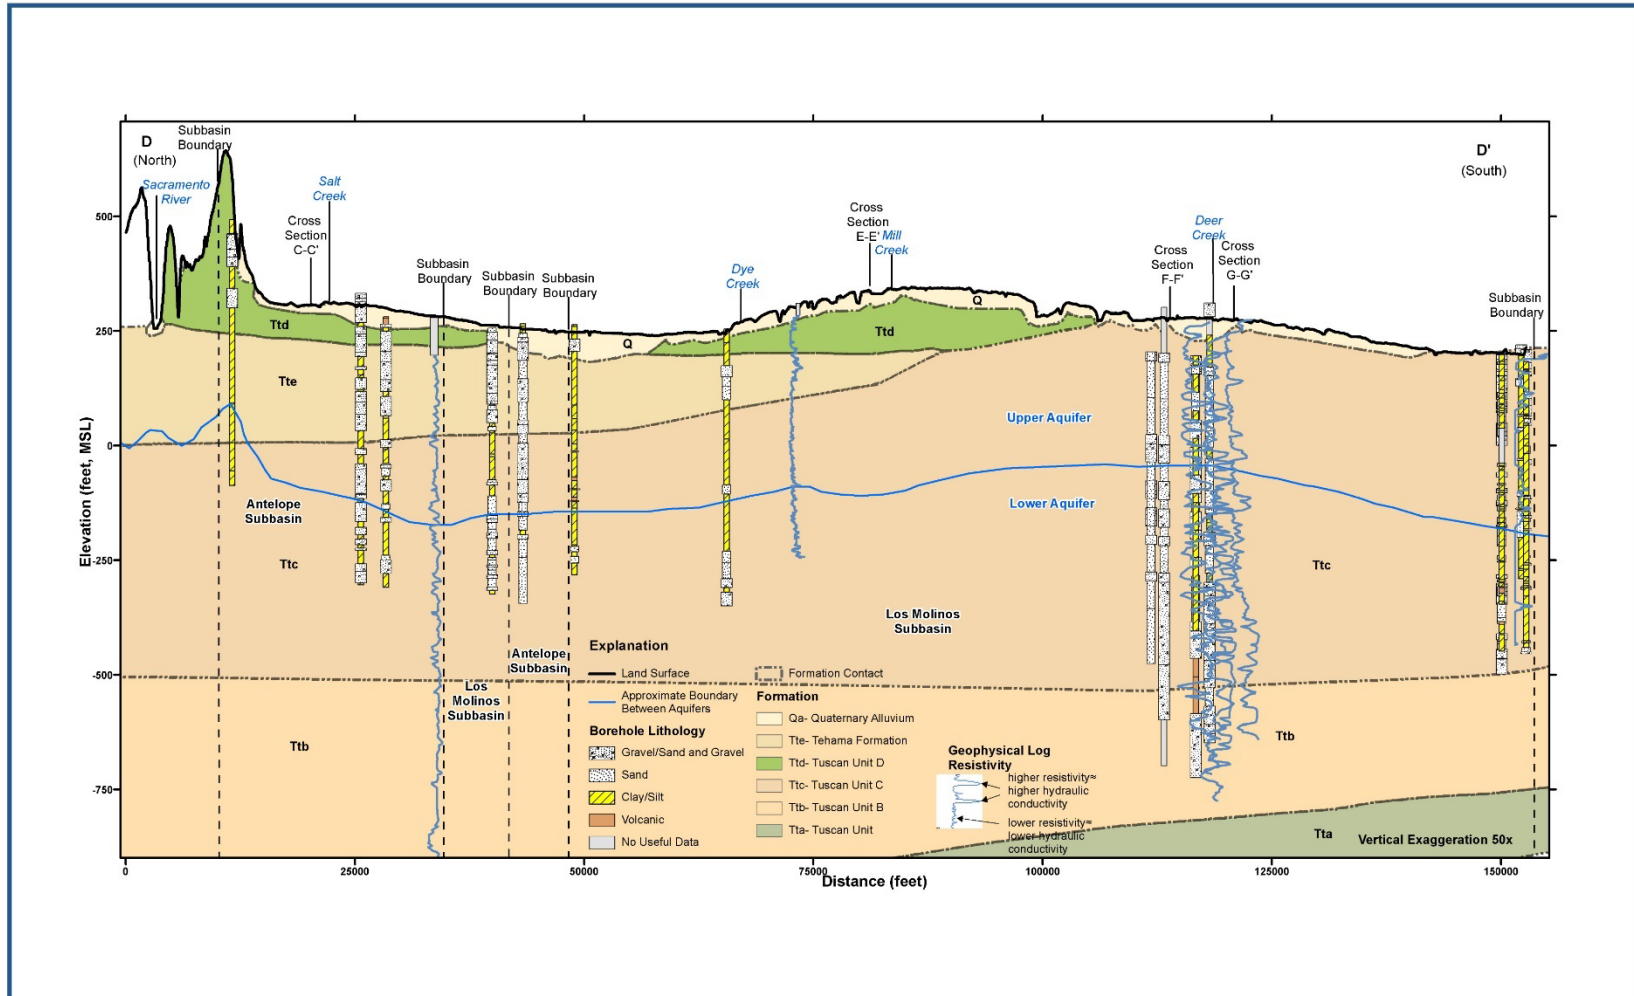 D
(North)
Subbasin
Boundary
Sacramento
River
Salt
Creek
Cross
Section
C-C'
Subbasin
Boundary
Subbasin
Boundary
Subbasin
Boundary
Dye
Creek
Cross
Section
E-E'
Mill
Creek
Cross
Section
F-F'
Deer
Creek
Cross
Section
G-G'
D'
(South)
Subbasin
Boundary
500
250
0
-250
-500
-750
Elevation (feet, MSL)
Ttd
Q
Ttd
Q
Tte
Upper Aquifer
Lower Aquifer
Antelope
Subbasin
Ttc
Ttc
Los Molinos
Subbasin
Antelope
Subbasin
Los
Molinos
Subbasin
Ttb
Ttb
Tta
Vertical Exaggeration 50x
Explanation
Land Surface
Approximate Boundary
Between Aquifers
Borehole Lithology
Gravel/Sand and Gravel
Sand
Clay/Silt
Volcanic
No Useful Data
Formation Contact
Formation
Qa- Quaternary Alluvium
Tte- Tehama Formation
Ttd- Tuscan Unit D
Ttc- Tuscan Unit C
Ttb- Tuscan Unit B
Tta- Tuscan Unit
Geophysical Log
Resistivity
higher resistivity≈
higher hydraulic
conductivity
lower resistivity≈
lower hydraulic
conductivity
0
25000
50000
75000
100000
125000
150000
Distance (feet)